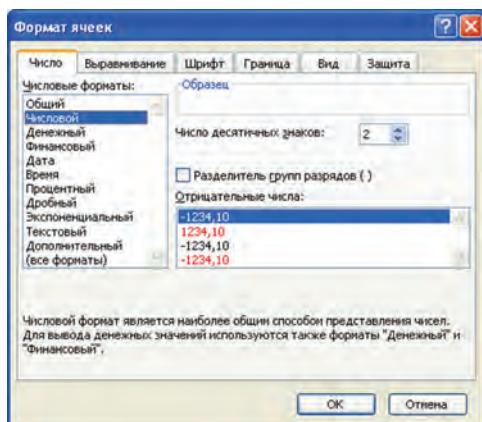 Формат ячеек
Число Выравнивание Шрифт Граница Вид Защита
Числовые форматы:
Общий
Числовой
Денежный
Финансовый
Дата
Время
Процентный
Дробный
Экспоненциальный
Текстовый
Дополнительный
(все форматы)
Образец
Число десятичных знаков: 2
Разделитель групп разрядов ( )
Отрицательные числа:
-1234,10
1234,10
-1234,10
-1234,10
Числовой формат является наиболее общим способом представления чисел.
Для вывода денежных значений используются также форматы "Денежный" и
"Финансовый".
ОК Отмена